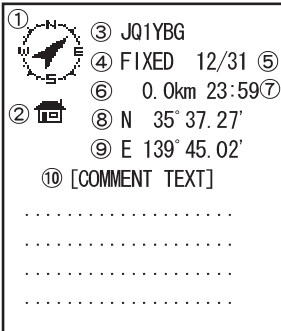 ①
N
W E
S
③ JQ1YBG
④ FIXED 12/31 ⑤
⑥ 0.0km 23:59⑦
②
⑧ N 35°37.27'
⑨ E 139°45.02'
⑩ [COMMENT TEXT]
....................
....................
....................
....................